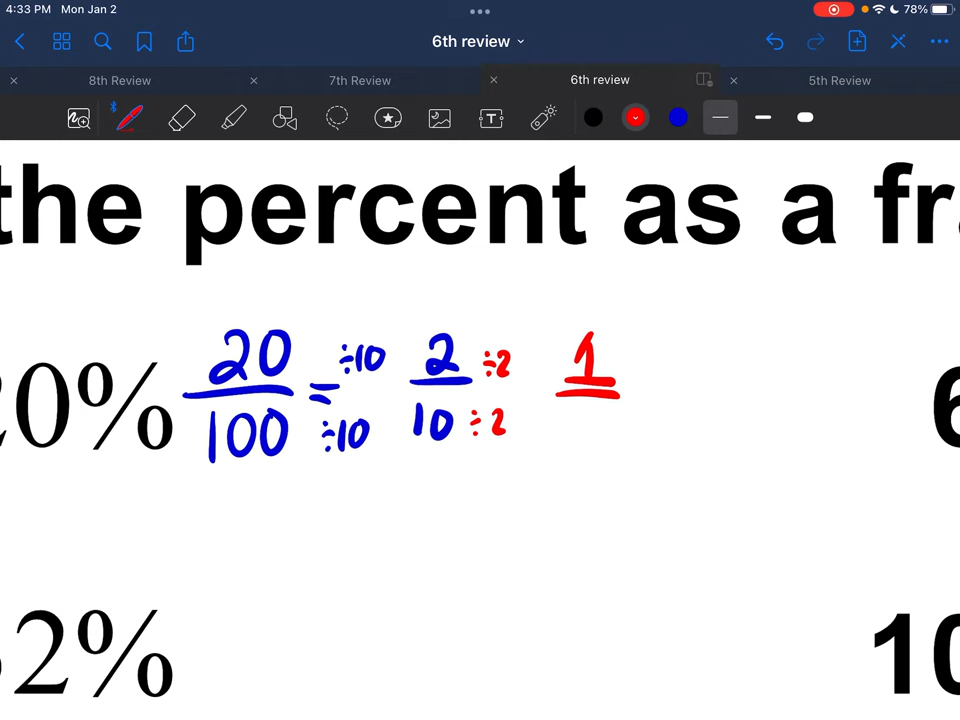 4:33 PM Mon Jan 2
78%
6th review
8th Review
7th Review
6th review
5th Review
T
the percent as a fr
20% 20/100 = ÷10 ÷10 2/10 ÷2 ÷2 1
6
2%
10